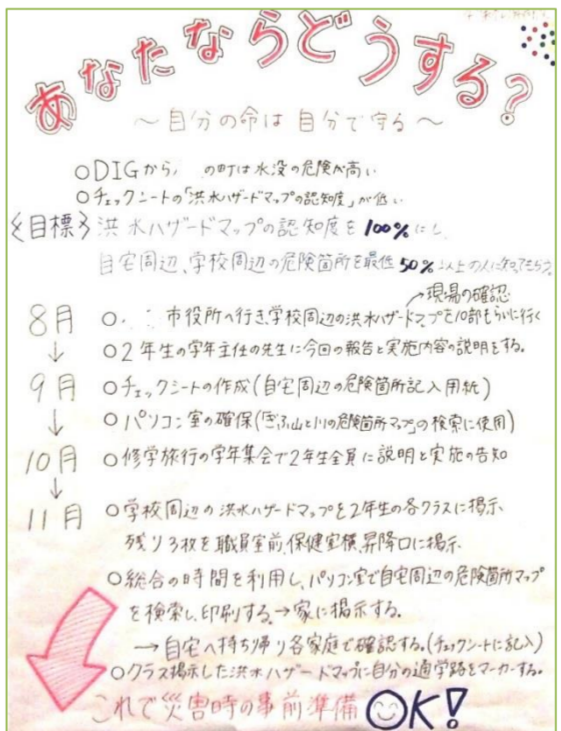 あなたならどうする?
～自分の命は自分で守る～
○DIGから の町は水没の危険が高い
○チェックシートの「洪水ハザードマップの認知度」が低い
<目標>洪水ハザードマップの認知度を100%にし、
自宅周辺、学校周辺の危険箇所を最低50%以上の人に知ってもらう。
現場の確認
8月 ○ 市役所へ行き学校周辺の洪水ハザードマップを10部もらいに行く
↓ ○2年生の学年主任の先生に今回の報告と実施内容の説明をする。
9月 ○チェックシートの作成(自宅周辺の危険箇所記入用紙)
↓ ○パソコン室の確保(「ぎふ山と川の危険箇所マップ」の検索に使用)
10月 ○修学旅行の学年集会で2年生全員に説明と実施の告知
↓
11月 ○学校周辺の洪水ハザードマップを2年生の各クラスに掲示、
残り3枚を職員室前、保健室横、昇降口に掲示、
○総合の時間を利用し、パソコン室で自宅周辺の危険箇所マップ
を検索し、印刷する。→家に掲示する。
→自宅へ持ち帰り各家庭で確認する。(チェックシートに記入)
○クラス掲示した洪水ハザードマップに自分の通学路をマーカーする。
これで災害時の事前準備OK!